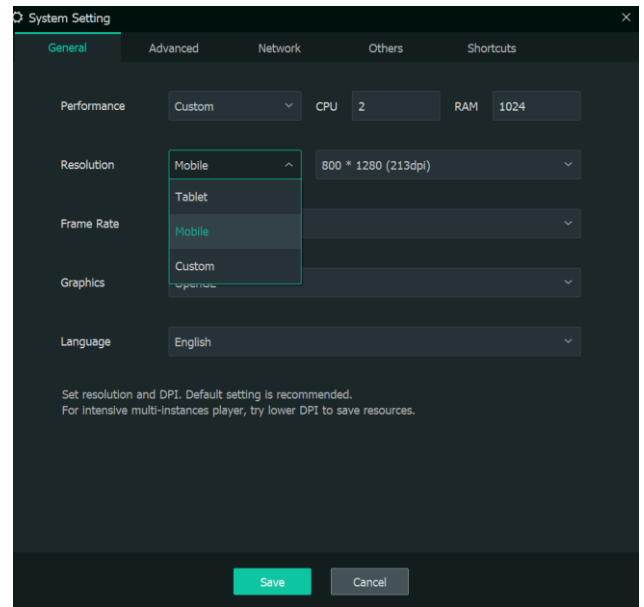 System Setting
General Advanced Network Others Shortcuts
Performance Custom CPU 2 RAM 1024
Resolution Mobile 800 * 1280 (213dpi)
Tablet
Frame Rate
Mobile
Custom
Graphics
Language English
Set resolution and DPI. Default setting is recommended.
For intensive multi-instances player, try lower DPI to save resources.
Save Cancel